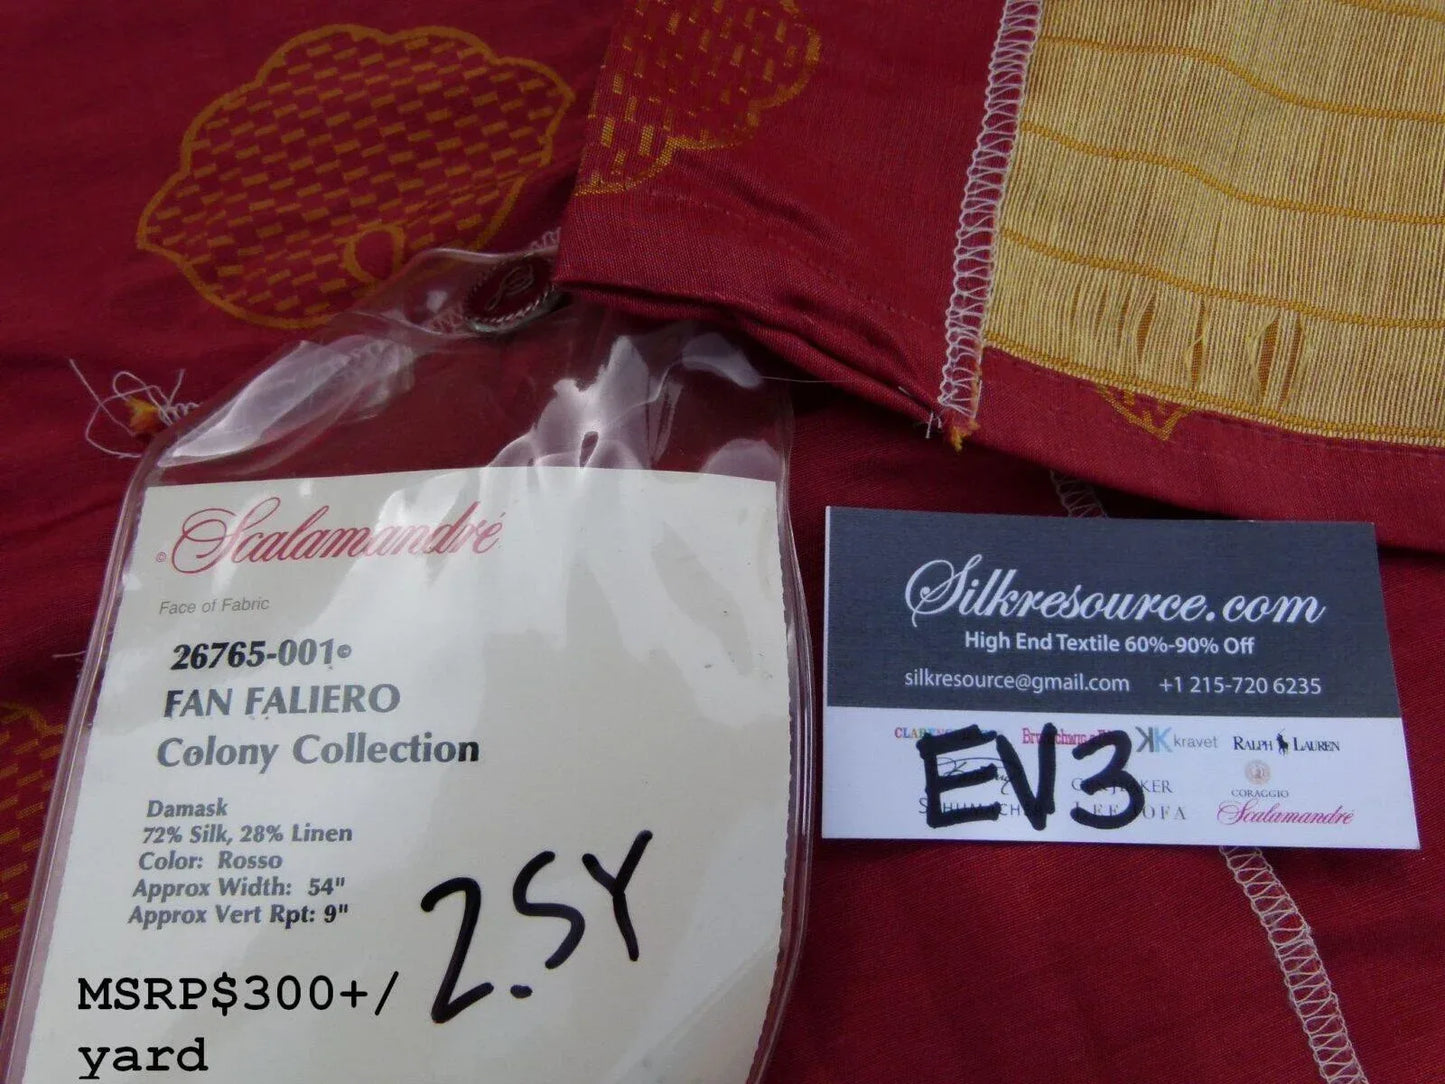 Scalamandré
Face of Fabric
26765-001©
FAN FALIERO
Colony Collection
Damask
72% Silk, 28% Linen
Color: Rosso
Approx Width: 54"
Approx Vert Rpt: 9"
2.5Y
MSRP$300+/
yard
Silkresource.com
High End Textile 60%-90% Off
silkresource@gmail.com +1 215-720 6235
kravet RALPH LAUREN
EV3
CORAGGIO
Scalamandré